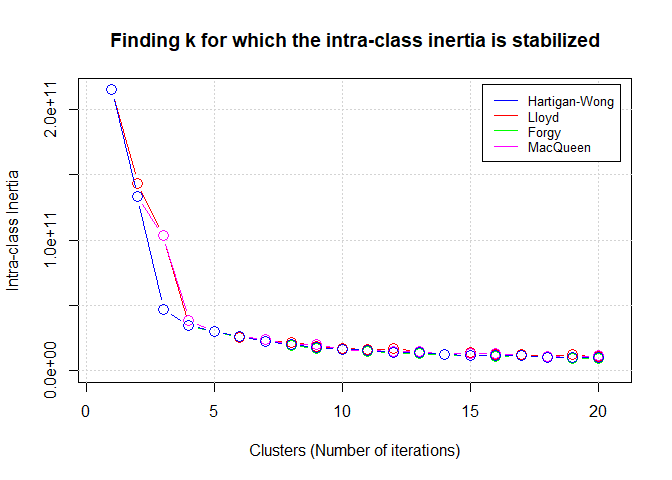 Finding k for which the intra-class inertia is stabilized
Hartigan-Wong
Lloyd
Forgy
MacQueen
Intra-class Inertia
2.0e+11
1.0e+11
0.0e+00
0 5 10 15 20
Clusters (Number of iterations)